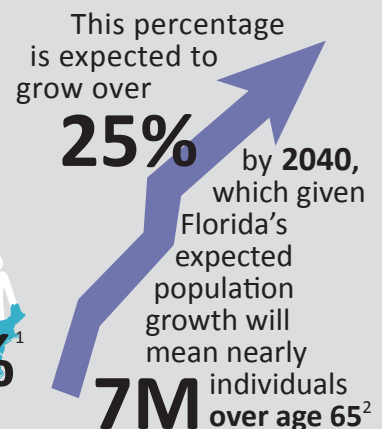 This percentage
is expected to
grow over
25%
by 2040,
which given
Florida's
expected
population
growth will
mean nearly
7M individuals
over age 65²
%¹